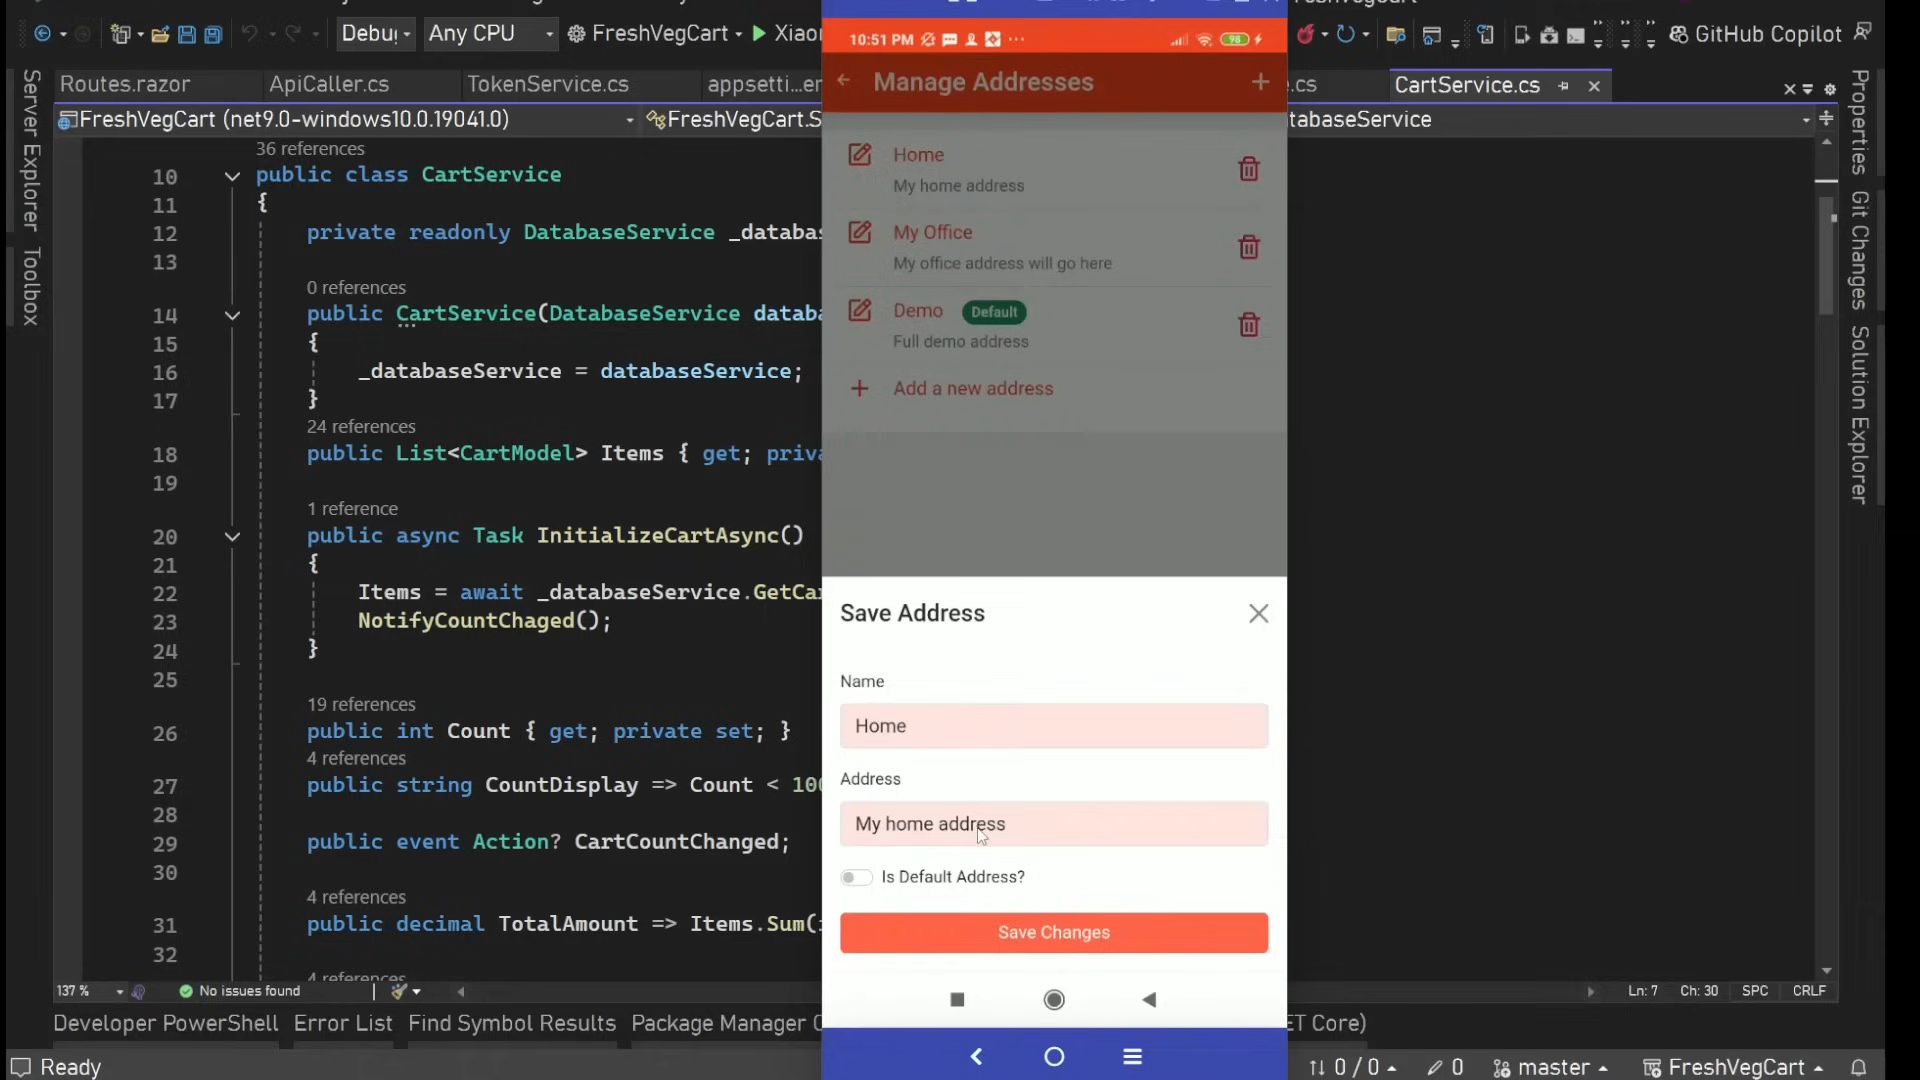 Debug
Any CPU
FreshVegCart
Xiao
GitHub Copilot
Routes.razor
ApiCaller.cs
TokenService.cs
appsetti...er
.cs
CartService.cs
FreshVegCart (net9.0-windows10.0.19041.0)
FreshVegCart.S
tabaseService
36 references
10 public class CartService
11 {
12 private readonly DatabaseService _databas
13
0 references
14 public CartService(DatabaseService databa
15 {
16 _databaseService = databaseService;
17 }
24 references
18 public List<CartModel> Items { get; priva
19
1 reference
20 public async Task InitializeCartAsync()
21 {
22 Items = await _databaseService.GetCar
23 NotifyCountChaged();
24 }
25
19 references
26 public int Count { get; private set; }
4 references
27 public string CountDisplay => Count < 100
28
29 public event Action? CartCountChanged;
30
4 references
31 public decimal TotalAmount => Items.Sum(
32
4 references
10:51 PM
98
Manage Addresses
Home
My home address
My Office
My office address will go here
Demo Default
Full demo address
Add a new address
Save Address
Name
Home
Address
My home address
Is Default Address?
Save Changes
Server Explorer
Toolbox
Properties
Git Changes
Solution Explorer
137 %
No issues found
Ln: 7
Ch: 30
SPC
CRLF
Developer PowerShell
Error List
Find Symbol Results
Package Manager C
ET Core)
Ready
0 / 0
0
master
FreshVegCart